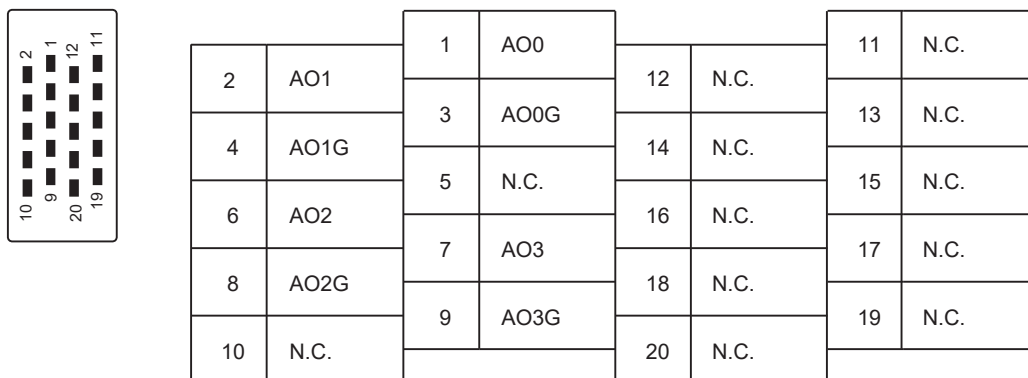 2
1
12
11
10
9
20
19
1 AO0
11 N.C.
2 AO1
12 N.C.
3 AO0G
13 N.C.
4 AO1G
14 N.C.
5 N.C.
15 N.C.
6 AO2
16 N.C.
7 AO3
17 N.C.
8 AO2G
18 N.C.
9 AO3G
19 N.C.
10 N.C.
20 N.C.